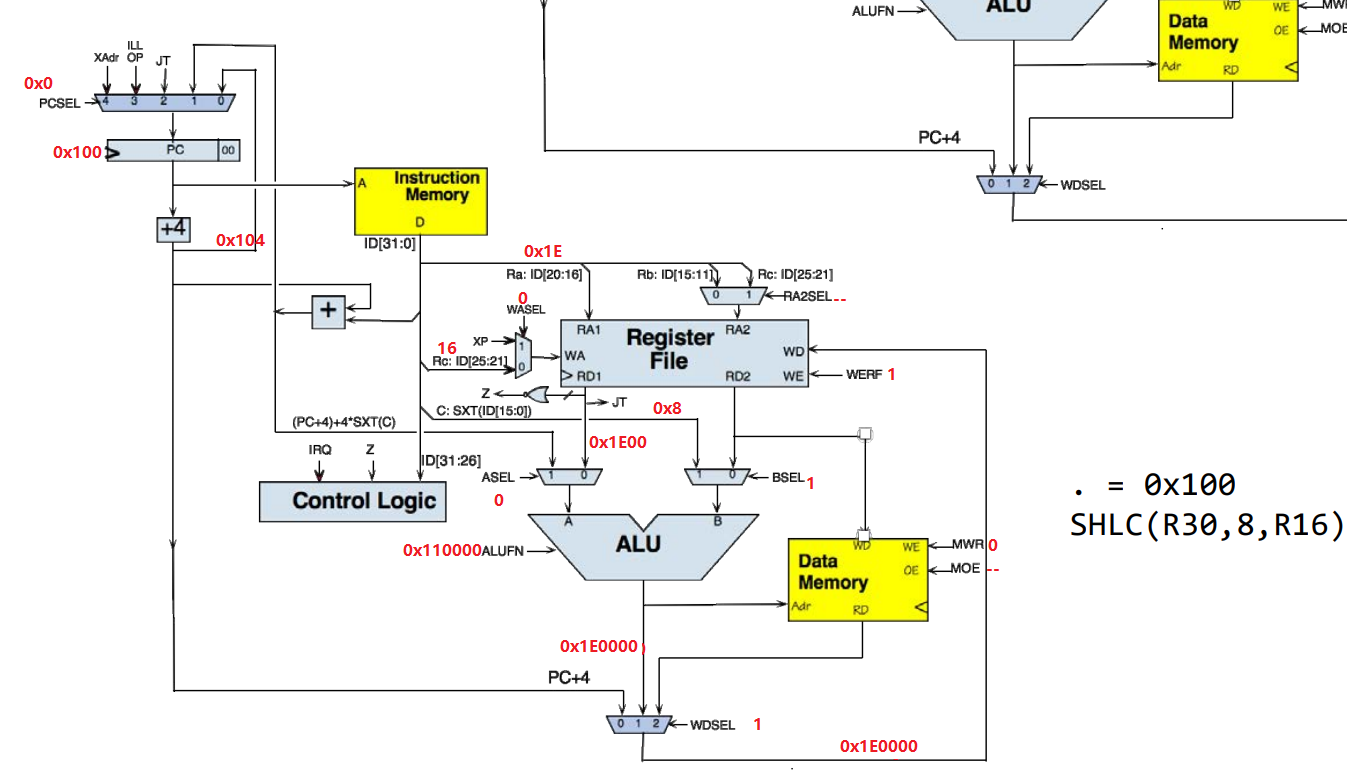 ALUFN
ALU
WD
WE
MWR
Data
Memory
OE
MOE
Adr
RD
PC+4
0 1 2
WDSEL
XAdr
ILL
OP
JT
0x0
PCSEL
4 3 2 1 0
0x100
PC
00
A
Instruction
Memory
D
+4
0x104
ID[31:0]
0x1E
Ra: ID[20:16]
Rb: ID[15:11]
Rc: ID[25:21]
0 1
RA2SEL--
0
WASEL
+
RA1
RA2
Register
File
XP
1
16
WA
WD
Rc: ID[25:21]
0
RD1
RD2
WE
WERF 1
Z
JT
C: SXT(ID[15:0])
0x8
(PC+4)+4*SXT(C)
0x1E00
IRQ
Z
ID[31:26]
ASEL
1 0
1 0
BSEL 1
0
Control Logic
A
B
. = 0x100
SHLC(R30,8,R16)
0x110000ALUFN
ALU
WD
WE
MWR 0
Data
Memory
OE
MOE --
Adr
RD
0x1E0000)
PC+4
0 1 2
WDSEL 1
0x1E0000